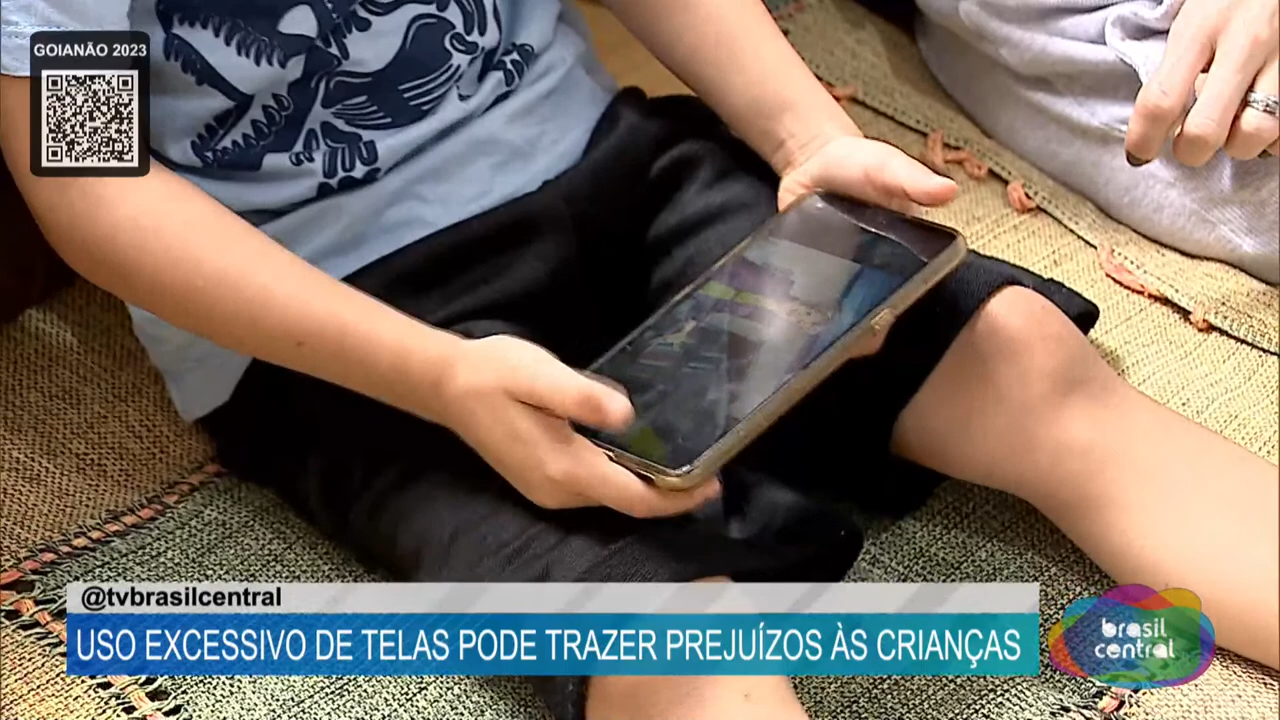 GOIANÃO 2023
@tvbrasilcentral
USO EXCESSIVO DE TELAS PODE TRAZER PREJUÍZOS ÀS CRIANÇAS
brasil
central